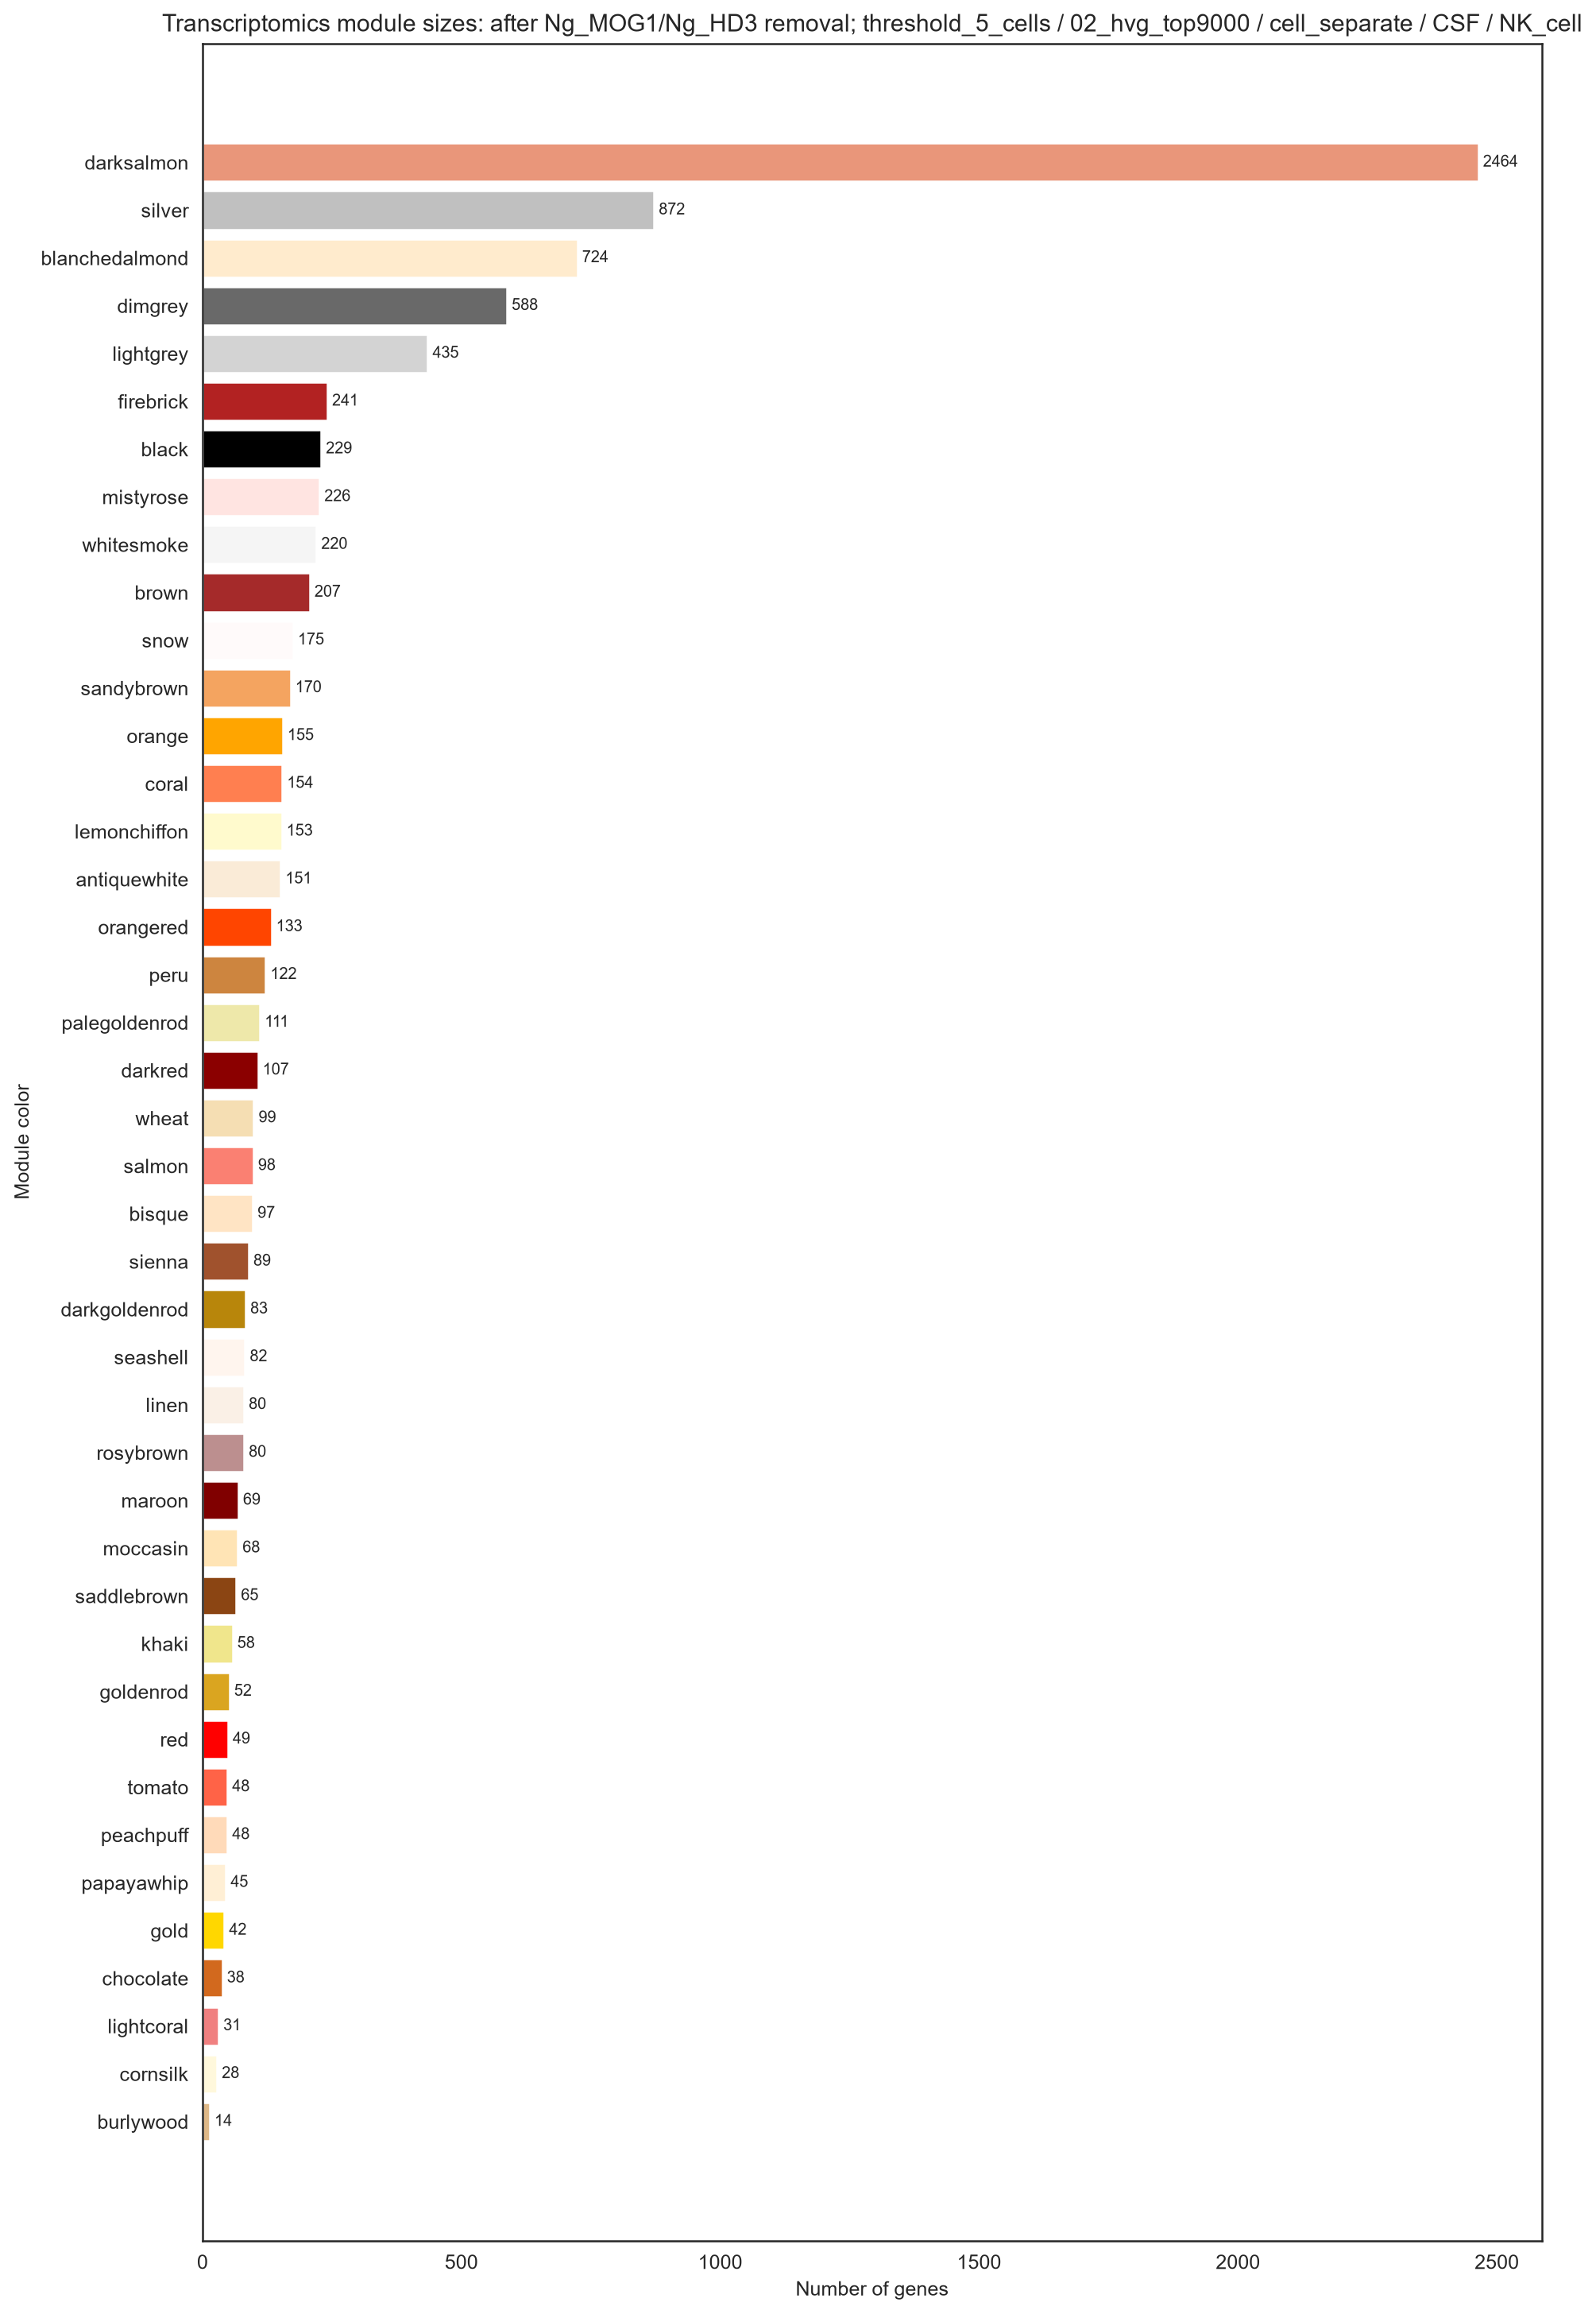 Transcriptomics module sizes: after Ng_MOG1/Ng_HD3 removal; threshold_5_cells / 02_hvg_top9000 / cell_separate / CSF / NK_cell
darksalmon 2464
silver 872
blanchedalmond 724
dimgrey 588
lightgrey 435
firebrick 241
black 229
mistyrose 226
whitesmoke 220
brown 207
snow 175
sandybrown 170
orange 155
coral 154
lemonchiffon 153
antiquewhite 151
orangered 133
peru 122
palegoldenrod 111
darkred 107
wheat 99
salmon 98
bisque 97
sienna 89
darkgoldenrod 83
seashell 82
linen 80
rosybrown 80
maroon 69
moccasin 68
saddlebrown 65
khaki 58
goldenrod 52
red 49
tomato 48
peachpuff 48
papayawhip 45
gold 42
chocolate 38
lightcoral 31
cornsilk 28
burlywood 14
Module color
0 500 1000 1500 2000 2500
Number of genes